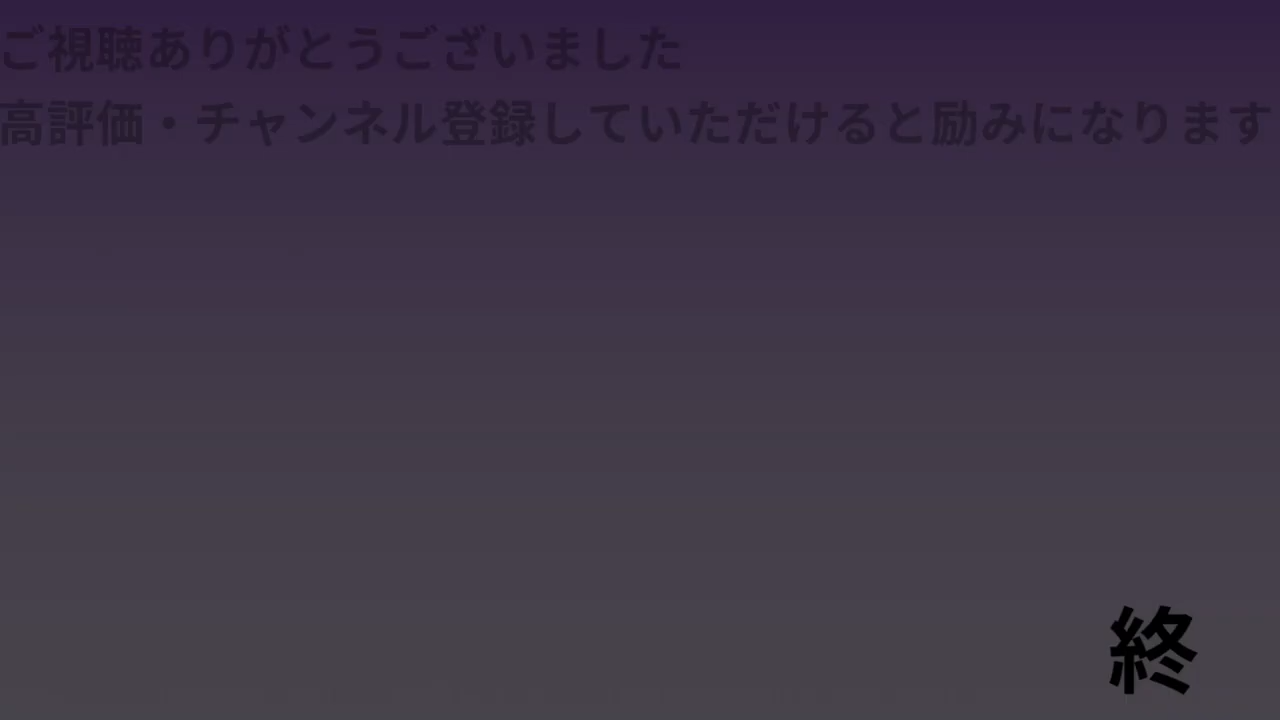 ご視聴ありがとうございました
高評価・チャンネル登録していただけると励みになります
終